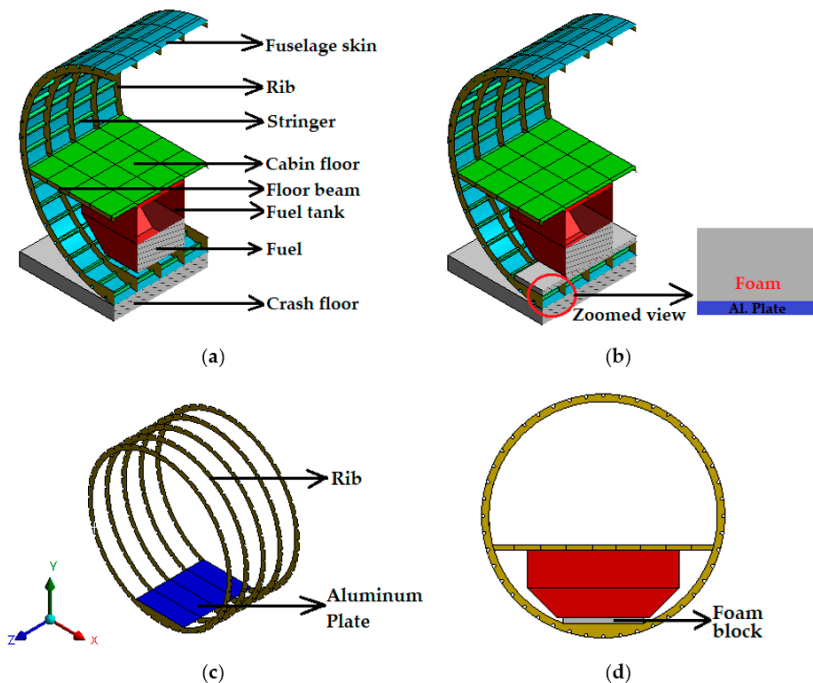 Fuselage skin
Rib
Stringer
Cabin floor
Floor beam
Fuel tank
Fuel
Crash floor
(a)
Foam
Al. Plate
Zoomed view
(b)
Rib
Aluminum
Plate
Y
Z
X
(c)
Foam
block
(d)